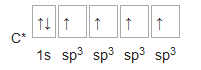 C* ↑↓ ↑ ↑ ↑ ↑
1s sp³ sp³ sp³ sp³